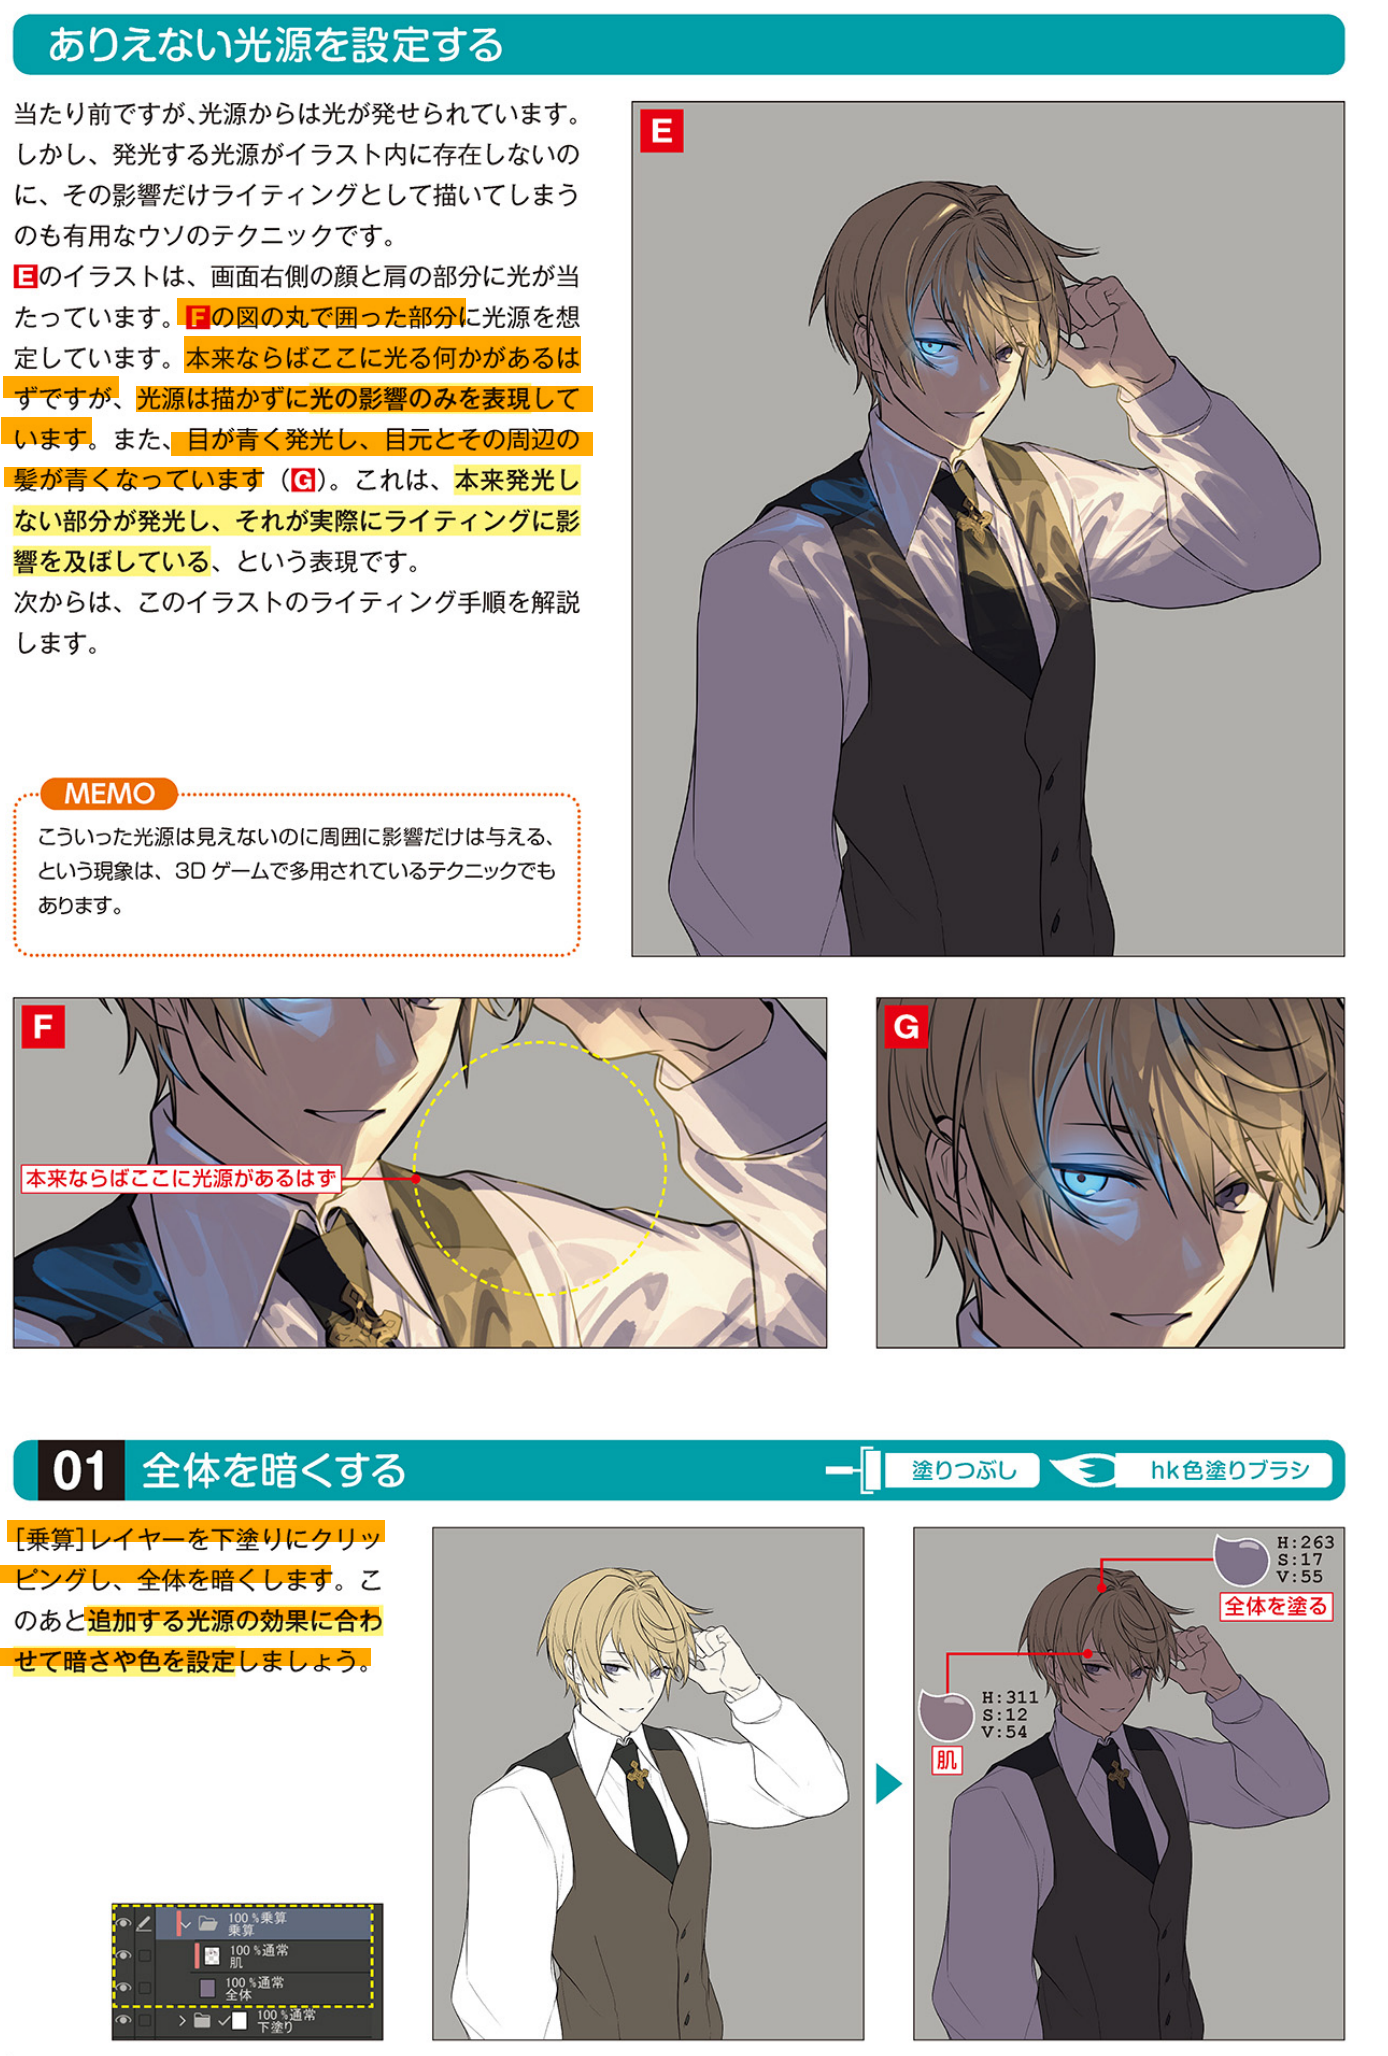 ありえない光源を設定する
当たり前ですが、光源からは光が発せられています。
しかし、発光する光源がイラスト内に存在しないの
に、その影響だけライティングとして描いてしまう
のも有用なウソのテクニックです。
Eのイラストは、画面右側の顔と肩の部分に光が当
たっています。Fの図の丸で囲った部分に光源を想
定しています。本来ならばここに光る何かがあるは
ずですが、光源は描かずに光の影響のみを表現して
います。また、目が青く発光し、目元とその周辺の
髪が青くなっています（G）。これは、本来発光し
ない部分が発光し、それが実際にライティングに影
響を及ぼしている、という表現です。
次からは、このイラストのライティング手順を解説
します。
MEMO
こういった光源は見えないのに周囲に影響だけは与える、
という現象は、3Dゲームで多用されているテクニックでも
あります。
E
F
本来ならばここに光源があるはず
G
01 全体を暗くする
塗りつぶし
hk色塗りブラシ
[乗算]レイヤーを下塗りにクリッ
ピングし、全体を暗くします。こ
のあと追加する光源の効果に合わ
せて暗さや色を設定しましょう。
100 %乗算
乗算
100 %通常
肌
100 %通常
全体
100 %通常
下塗り
H:263
S:17
V:55
全体を塗る
H:311
S:12
V:54
肌